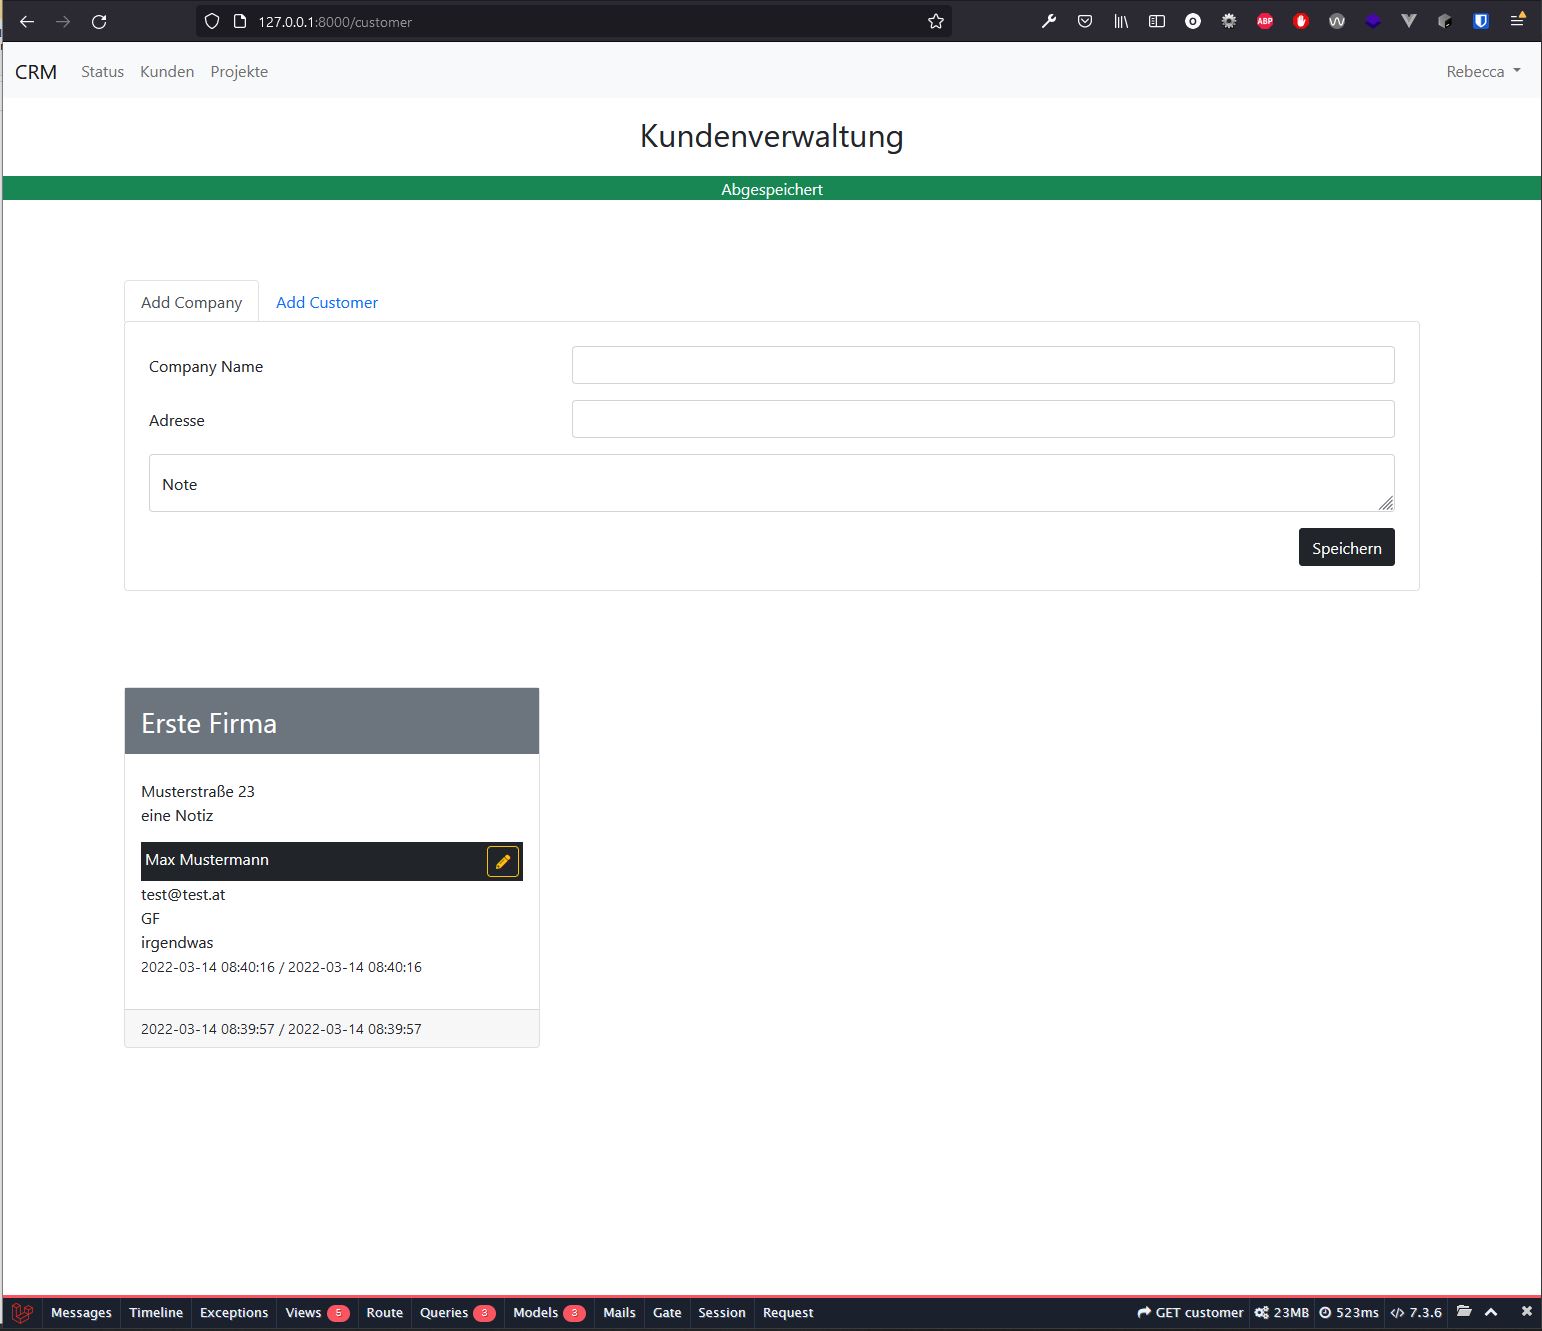 127.0.0.1:8000/customer
ABP
CRM Status Kunden Projekte Rebecca
Kundenverwaltung
Abgespeichert
Add Company Add Customer
Company Name
Adresse
Note
Speichern
Erste Firma
Musterstraße 23
eine Notiz
Max Mustermann
test@test.at
GF
irgendwas
2022-03-14 08:40:16 / 2022-03-14 08:40:16
2022-03-14 08:39:57 / 2022-03-14 08:39:57
Messages Timeline Exceptions Views 5 Route Queries 3 Models 3 Mails Gate Session Request GET customer 23MB 523ms 7.3.6